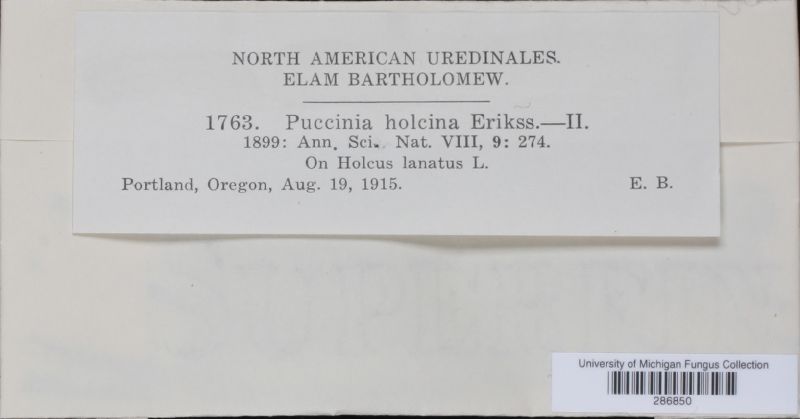 NORTH AMERICAN UREDINALES.
ELAM BARTHOLOMEW.
1763. Puccinia holcina Erikss.—II.
1899: Ann. Sci. Nat. VIII, 9: 274.
On Holcus lanatus L.
Portland, Oregon, Aug. 19, 1915. E. B.
University of Michigan Fungus Collection
286850